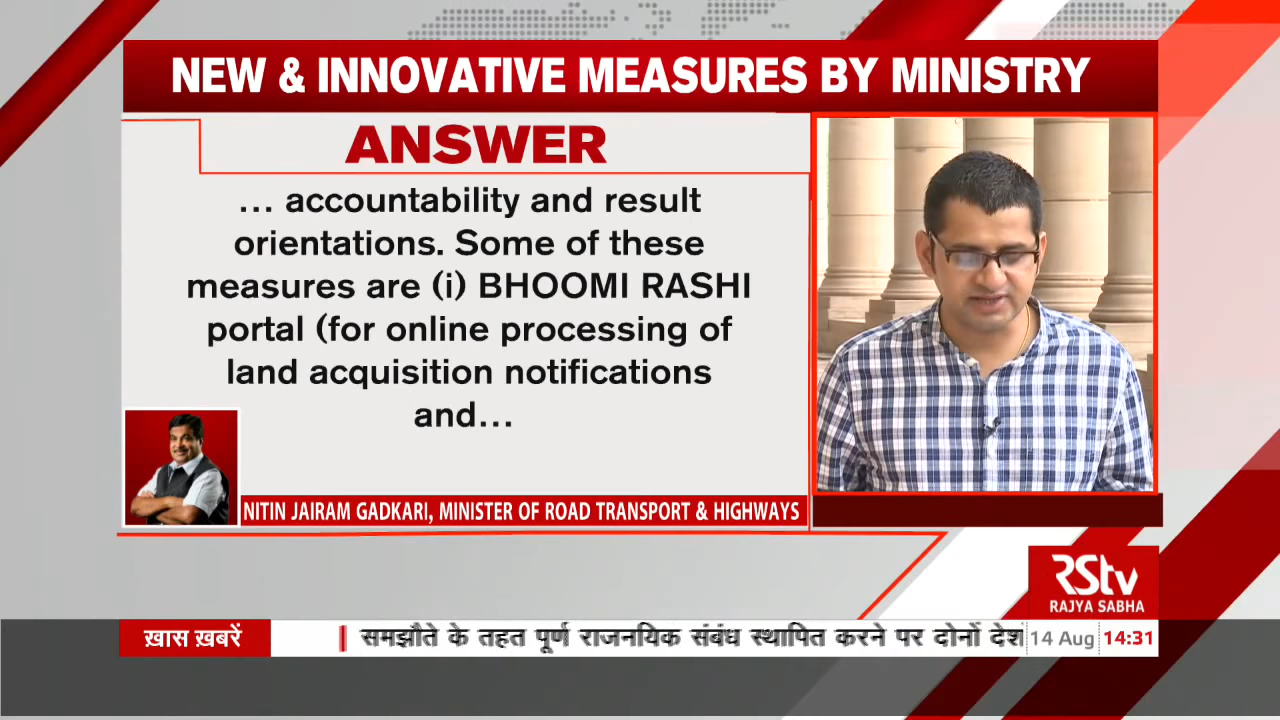 NEW & INNOVATIVE MEASURES BY MINISTRY
ANSWER
… accountability and result
orientations. Some of these
measures are (i) BHOOMI RASHI
portal (for online processing of
land acquisition notifications
and…
NITIN JAIRAM GADKARI, MINISTER OF ROAD TRANSPORT & HIGHWAYS
RSTV
RAJYA SABHA
ख़ास ख़बरें
समझौते के तहत पूर्ण राजनयिक संबंध स्थापित करने पर दोनों देश
14 Aug
14:31